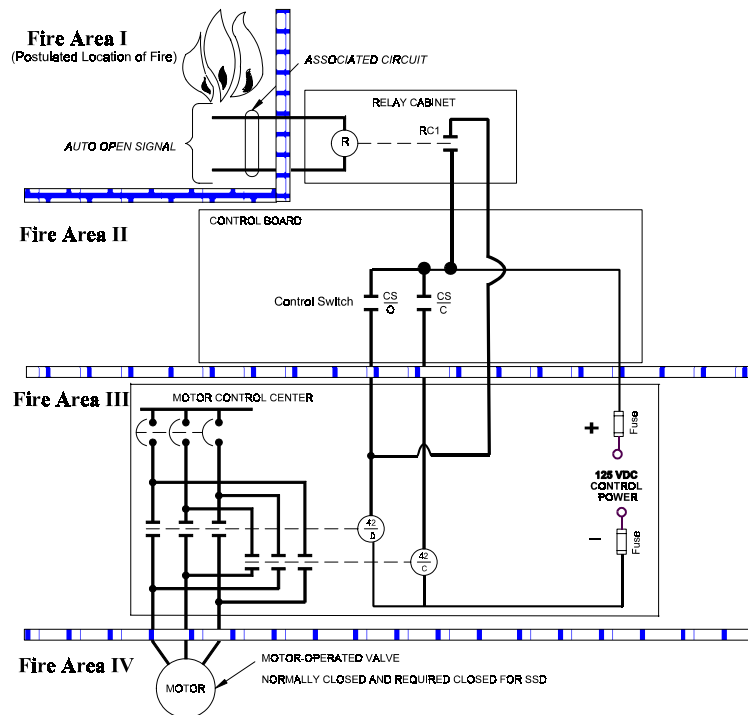 Fire Area I
(Postulated Location of Fire)
ASSOCIATED CIRCUIT
RELAY CABINET
RC1
R
AUTO OPEN SIGNAL
Fire Area II
CONTROL BOARD
Control Switch
CS
O
CS
C
Fire Area III
MOTOR CONTROL CENTER
+
Fuse
125 VDC
CONTROL
POWER
42
D
–
Fuse
42
C
Fire Area IV
MOTOR-OPERATED VALVE
MOTOR
NORMALLY CLOSED AND REQUIRED CLOSED FOR SSD